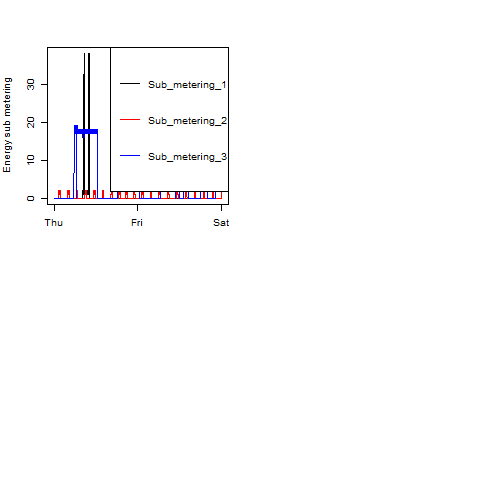 Energy sub metering
30
20
10
0
Sub_metering_1
Sub_metering_2
Sub_metering_3
Thu Fri Sat